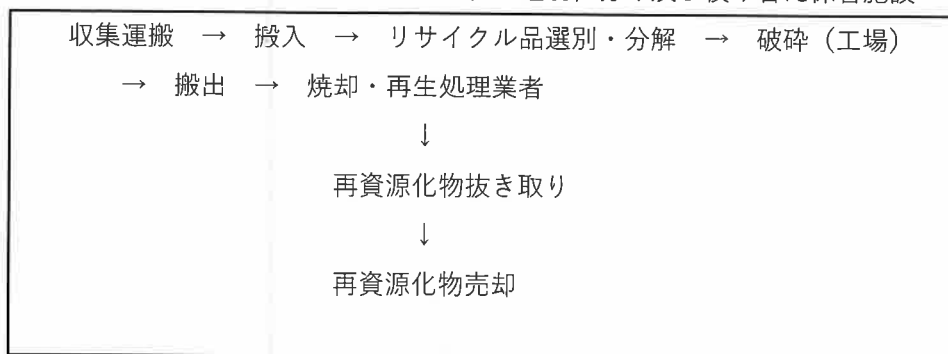 収集運搬 → 搬入 → リサイクル品選別・分解 → 破砕（工場）
→ 搬出 → 焼却・再生処理業者
↓
再資源化物抜き取り
↓
再資源化物売却